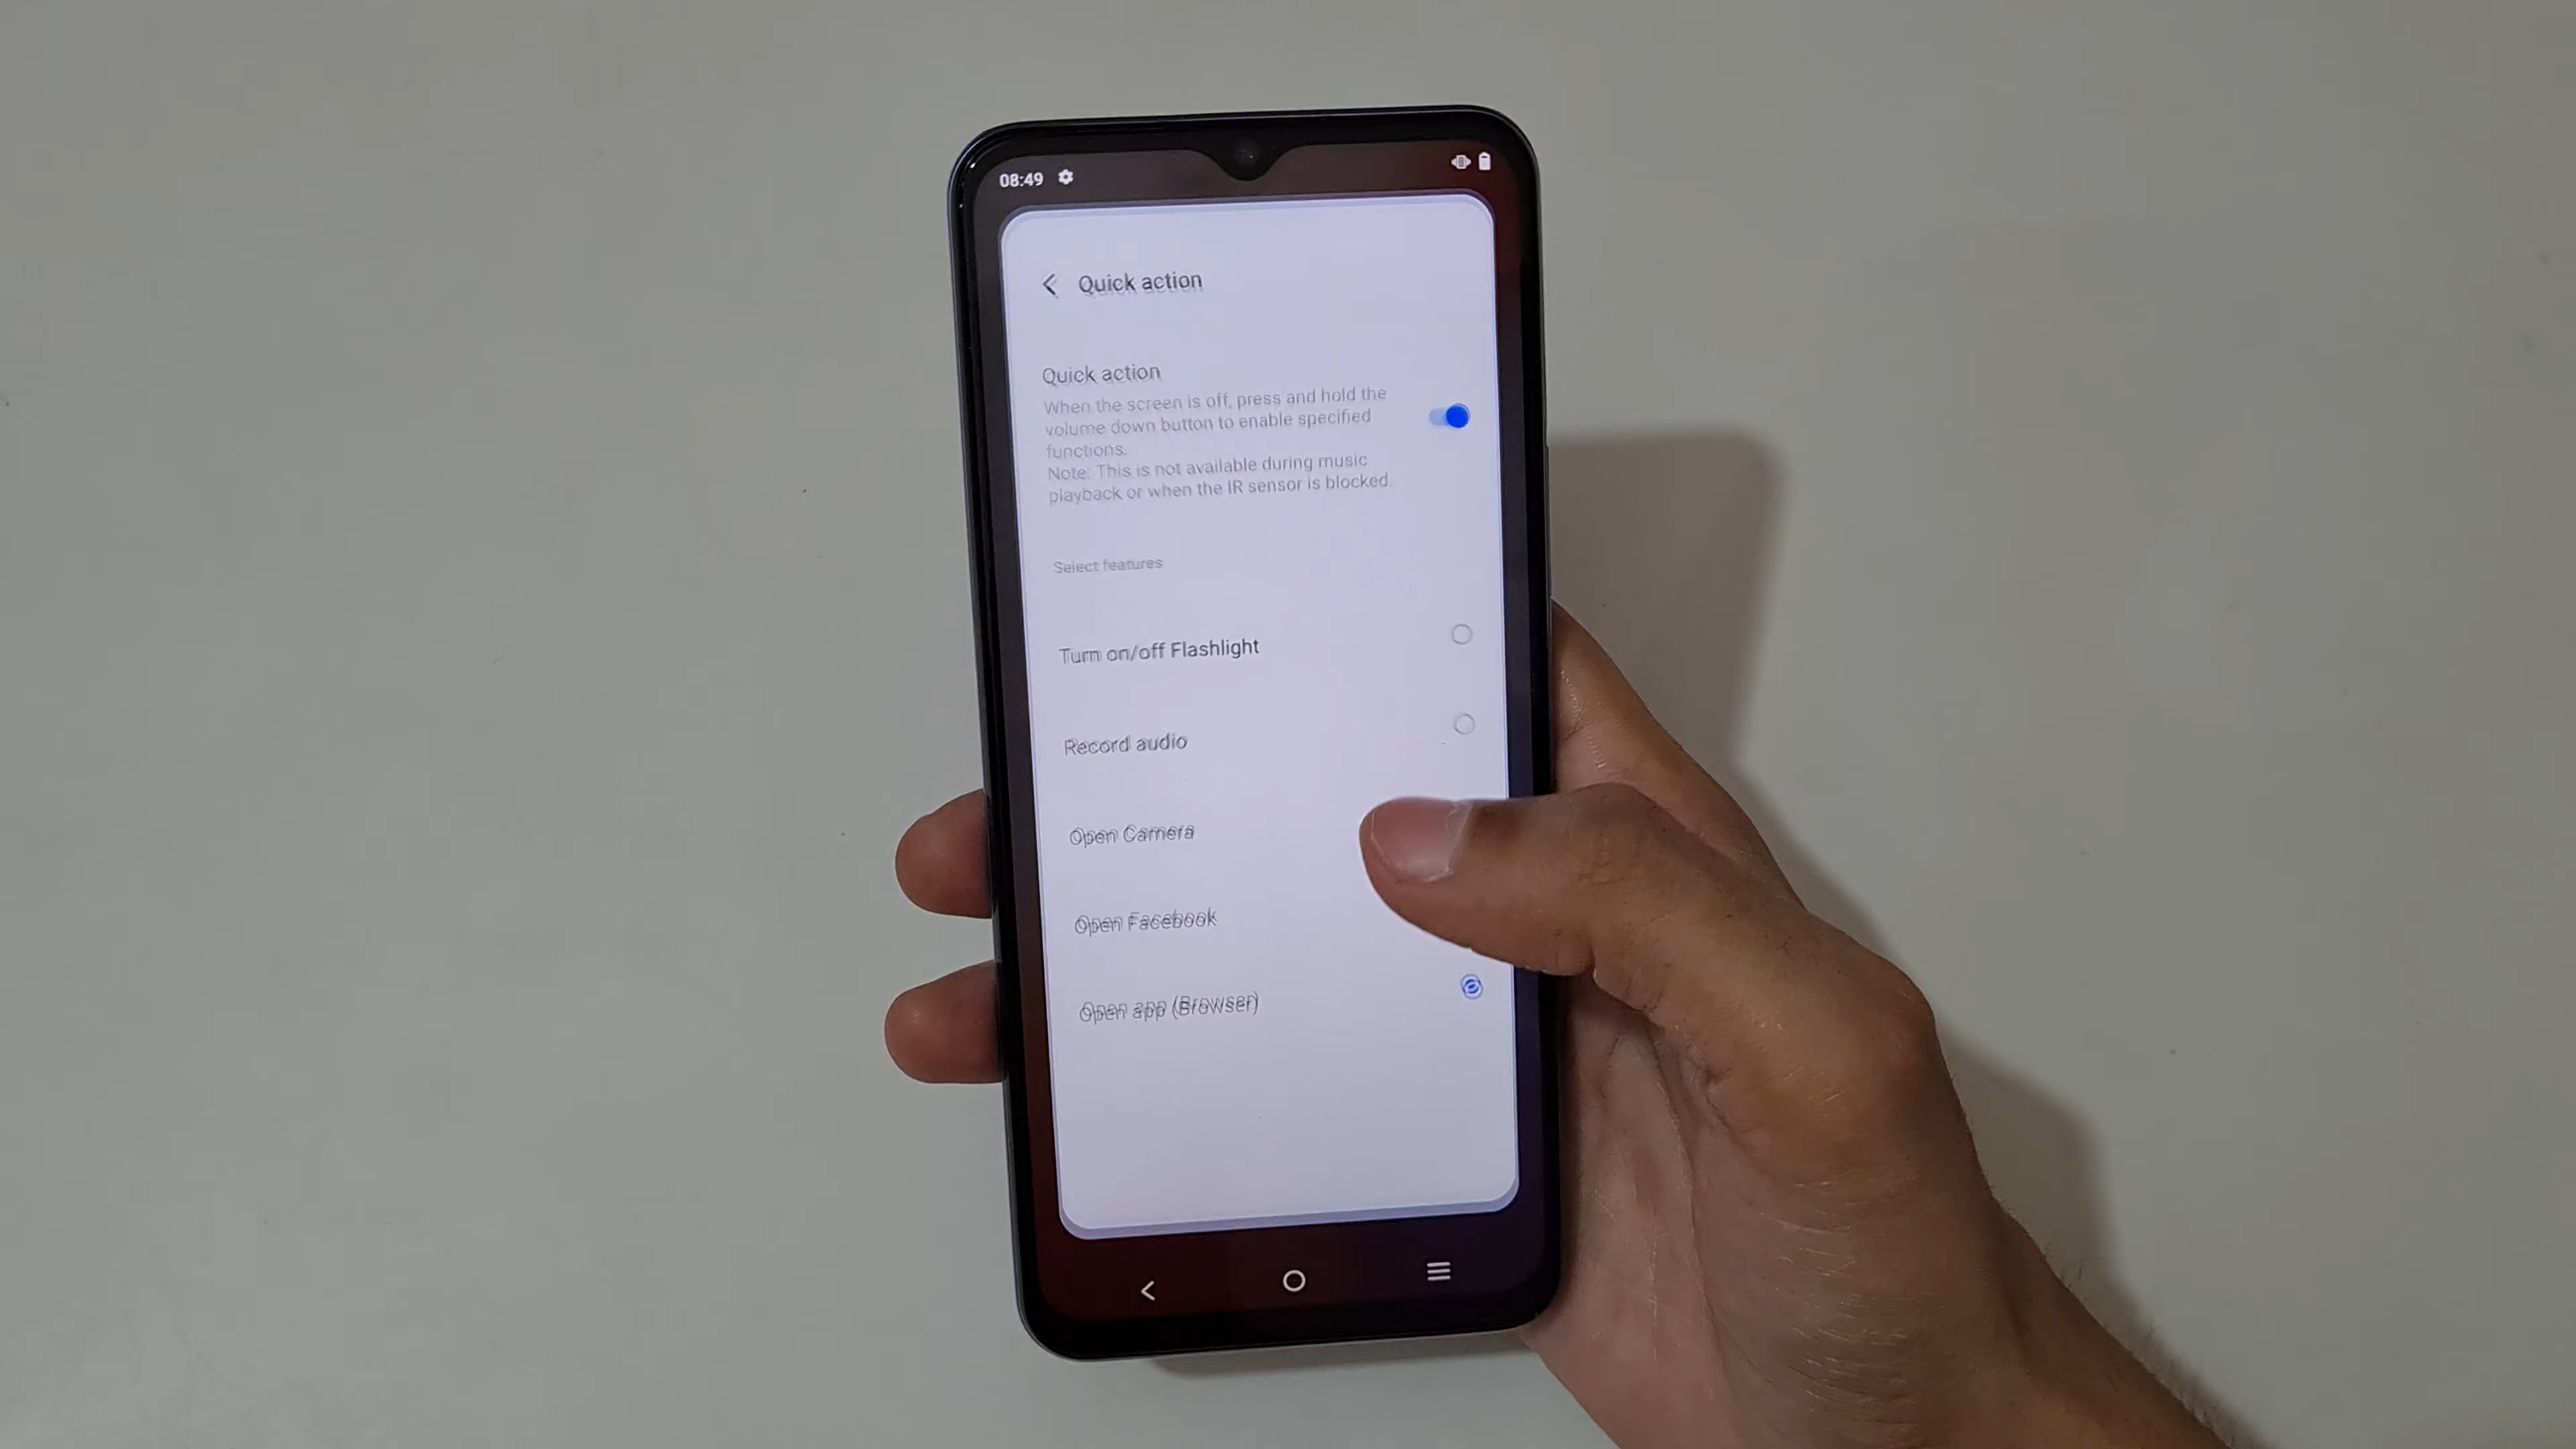 08:49
Quick action
Quick action
When the screen is off, press and hold the
volume down button to enable specified
functions.
Note: This is not available during music
playback or when the IR sensor is blocked.
Select features
Turn on/off Flashlight
Record audio
Open Camera
Open Facebook
Open app (Browser)